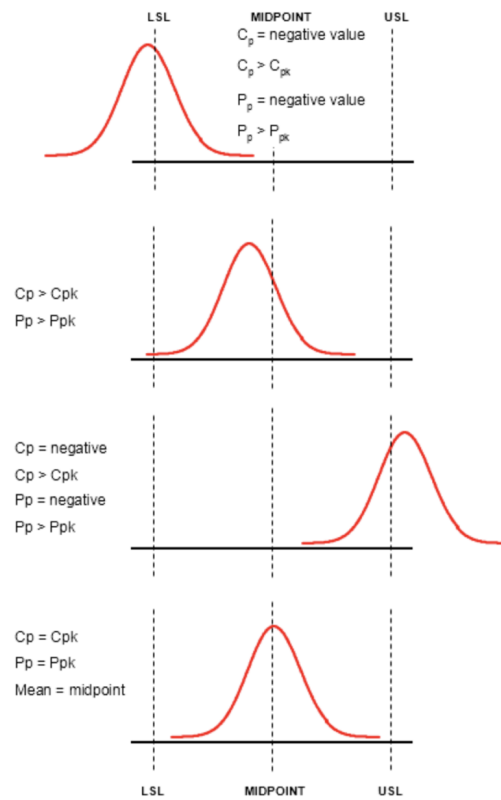 LSL MIDPOINT USL
Cp = negative value
Cp > Cpk
Pp = negative value
Pp > Ppk
Cp > Cpk
Pp > Ppk
Cp = negative
Cp > Cpk
Pp = negative
Pp > Ppk
Cp = Cpk
Pp = Ppk
Mean = midpoint
LSL MIDPOINT USL